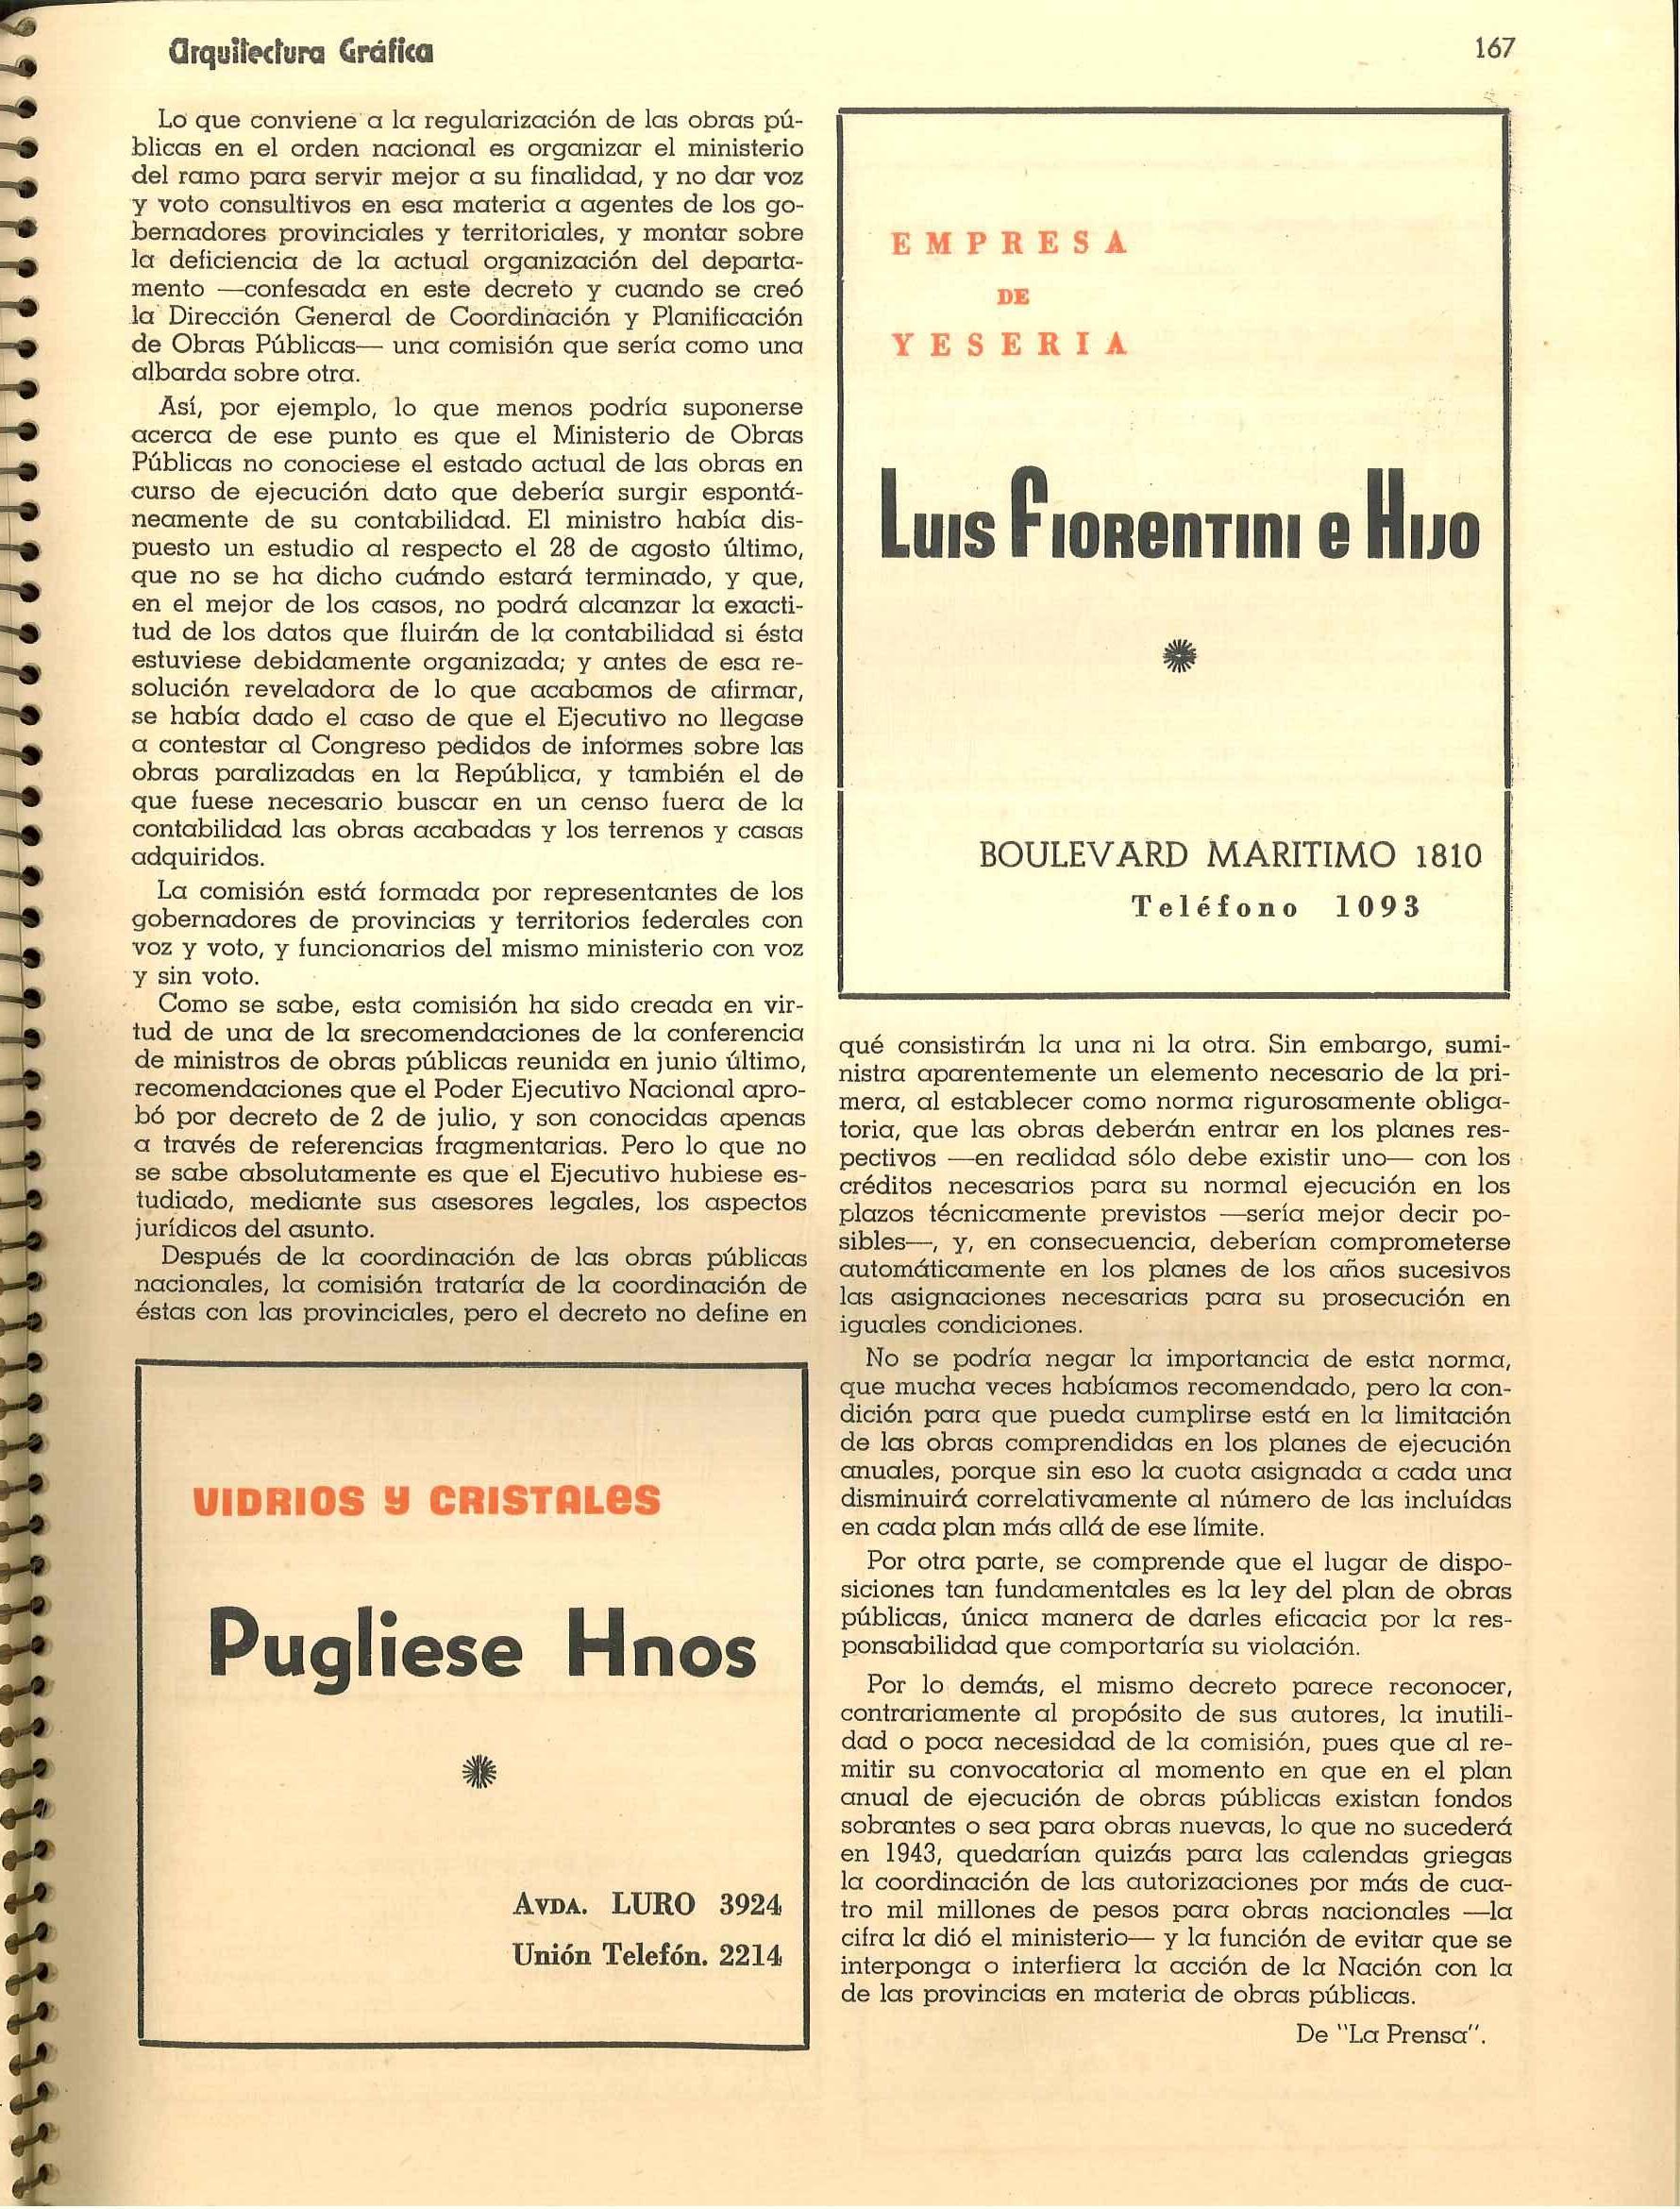 Arquitectura Gráfica
167
Lo que conviene a la regularización de las obras pú-
blicas en el orden nacional es organizar el ministerio
del ramo para servir mejor a su finalidad, y no dar voz
y voto consultivos en esa materia a agentes de los go-
bernadores provinciales y territoriales, y montar sobre
la deficiencia de la actual organización del departa-
mento —confesada en este decreto y cuando se creó
la Dirección General de Coordinación y Planificación
de Obras Públicas— una comisión que sería como una
albarda sobre otra.
Así, por ejemplo, lo que menos podría suponerse
acerca de ese punto es que el Ministerio de Obras
Públicas no conociese el estado actual de las obras en
curso de ejecución dato que debería surgir espontá-
neamente de su contabilidad. El ministro había dis-
puesto un estudio al respecto el 28 de agosto último,
que no se ha dicho cuándo estará terminado, y que,
en el mejor de los casos, no podrá alcanzar la exacti-
tud de los datos que fluirán de la contabilidad si ésta
estuviese debidamente organizada; y antes de esa re-
solución reveladora de lo que acabamos de afirmar,
se había dado el caso de que el Ejecutivo no llegase
a contestar al Congreso pedidos de informes sobre las
obras paralizadas en la República, y también el de
que fuese necesario buscar en un censo fuera de la
contabilidad las obras acabadas y los terrenos y casas
adquiridos.
La comisión está formada por representantes de los
gobernadores de provincias y territorios federales con
voz y voto, y funcionarios del mismo ministerio con voz
y sin voto.
Como se sabe, esta comisión ha sido creada en vir-
tud de una de la srecomendaciones de la conferencia
de ministros de obras públicas reunida en junio último,
recomendaciones que el Poder Ejecutivo Nacional apro-
bó por decreto de 2 de julio, y son conocidas apenas
a través de referencias fragmentarias. Pero lo que no
se sabe absolutamente es que el Ejecutivo hubiese es-
tudiado, mediante sus asesores legales, los aspectos
jurídicos del asunto.
Después de la coordinación de las obras públicas
nacionales, la comisión trataría de la coordinación de
éstas con las provinciales, pero el decreto no define en
VIDRIOS Y CRISTALES
Pugliese Hnos
AVDA. LURO 3924
Unión Telefón. 2214
EMPRESA
DE
YESERIA
LUIS FIORENTINI e HIJO
BOULEVARD MARITIMO 1810
Teléfono 1093
qué consistirán la una ni la otra. Sin embargo, sumi-
nistra aparentemente un elemento necesario de la pri-
mera, al establecer como norma rigurosamente obliga-
toria, que las obras deberán entrar en los planes res-
pectivos —en realidad sólo debe existir uno— con los
créditos necesarios para su normal ejecución en los
plazos técnicamente previstos —sería mejor decir po-
sibles—, y, en consecuencia, deberían comprometerse
automáticamente en los planes de los años sucesivos
las asignaciones necesarias para su prosecución en
iguales condiciones.
No se podría negar la importancia de esta norma,
que mucha veces habíamos recomendado, pero la con-
dición para que pueda cumplirse está en la limitación
de las obras comprendidas en los planes de ejecución
anuales, porque sin eso la cuota asignada a cada una
disminuirá correlativamente al número de las incluídas
en cada plan más allá de ese límite.
Por otra parte, se comprende que el lugar de dispo-
siciones tan fundamentales es la ley del plan de obras
públicas, única manera de darles eficacia por la res-
ponsabilidad que comportaría su violación.
Por lo demás, el mismo decreto parece reconocer,
contrariamente al propósito de sus autores, la inutili-
dad o poca necesidad de la comisión, pues que al re-
mitir su convocatoria al momento en que en el plan
anual de ejecución de obras públicas existan fondos
sobrantes o sea para obras nuevas, lo que no sucederá
en 1943, quedarían quizás para las calendas griegas
la coordinación de las autorizaciones por más de cua-
tro mil millones de pesos para obras nacionales —la
cifra la dió el ministerio— y la función de evitar que se
interponga o interfiera la acción de la Nación con la
de las provincias en materia de obras públicas.
De "La Prensa".